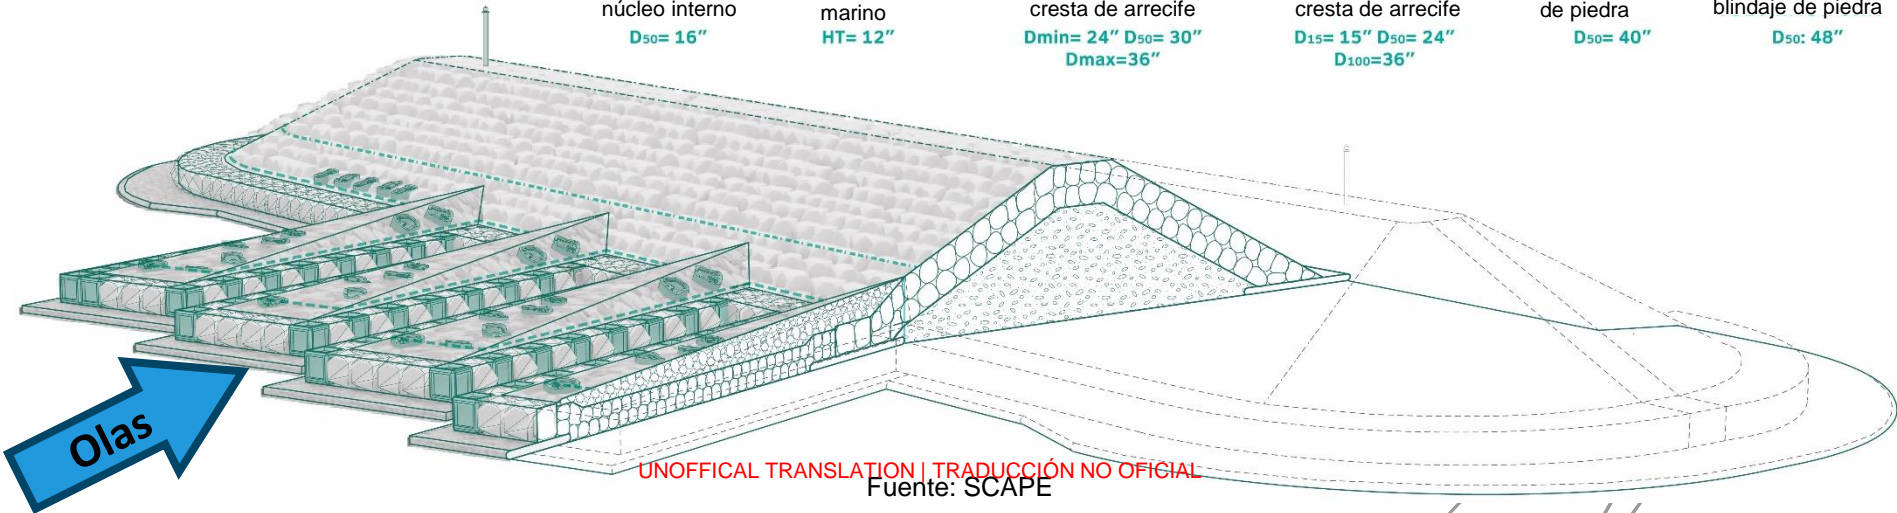 núcleo interno
D50= 16”
marino
HT= 12”
cresta de arrecife
Dmin= 24” D50= 30”
Dmax=36”
cresta de arrecife
D15= 15” D50= 24”
D100=36”
de piedra
D50= 40”
blindaje de piedra
D50: 48”
Olas
UNOFFICAL TRANSLATION | TRADUCCIÓN NO OFICIAL
Fuente: SCAPE